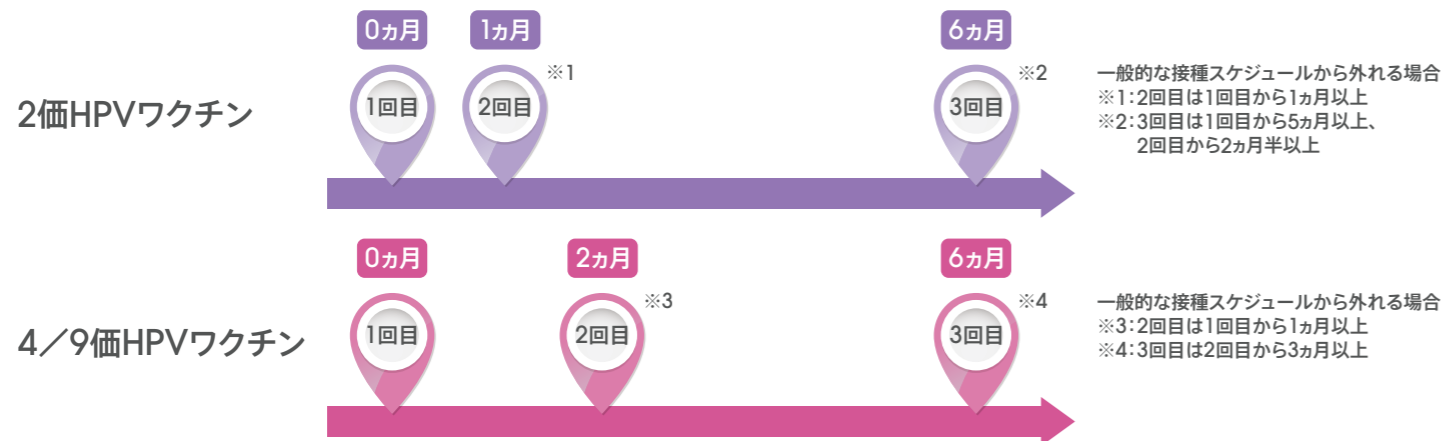 0ヵ月
1ヵ月
6ヵ月
2価HPVワクチン
1回目
2回目
※1
3回目
※2
一般的な接種スケジュールから外れる場合
※1：2回目は1回目から1ヵ月以上
※2：3回目は1回目から5ヵ月以上、
2回目から2ヵ月半以上
0ヵ月
2ヵ月
6ヵ月
4／9価HPVワクチン
1回目
2回目
※3
3回目
※4
一般的な接種スケジュールから外れる場合
※3：2回目は1回目から1ヵ月以上
※4：3回目は2回目から3ヵ月以上